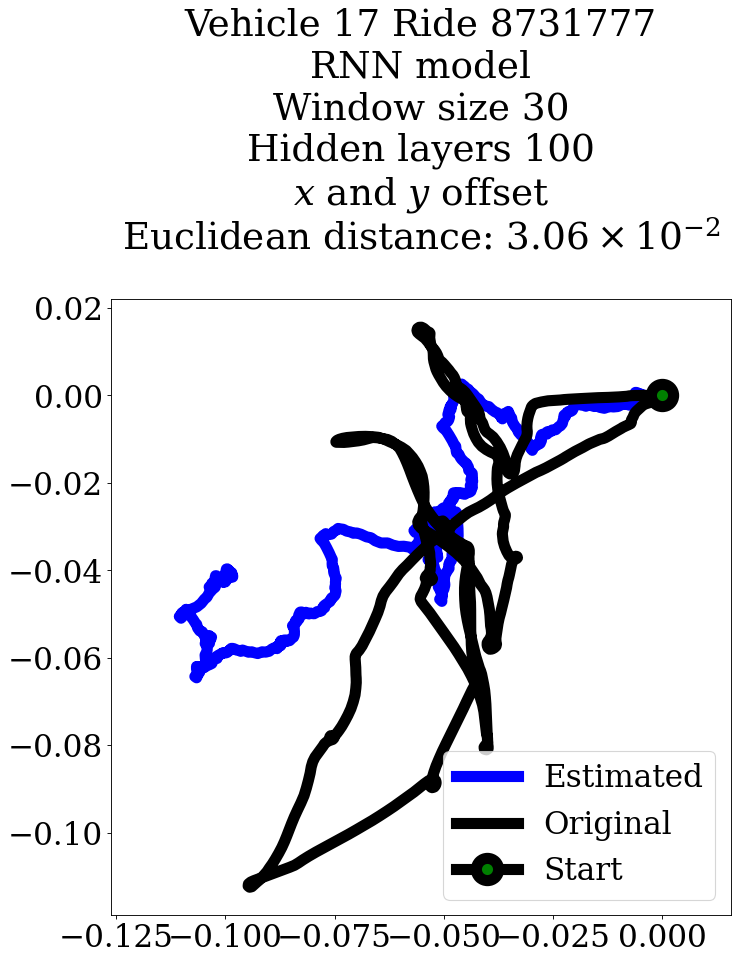 Vehicle 17 Ride 8731777
RNN model
Window size 30
Hidden layers 100
x and y offset
Euclidean distance: 3.06 × 10⁻²
0.02
0.00
−0.02
−0.04
−0.06
−0.08
−0.10
Estimated
Original
Start
−0.125 −0.100 −0.075 −0.050 −0.025 0.000